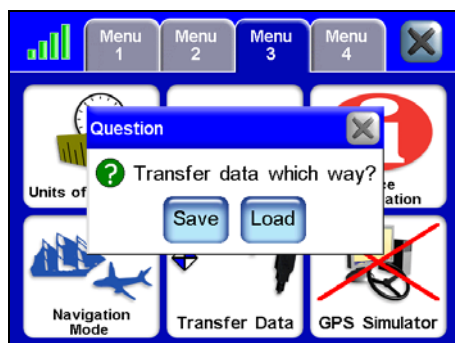 Menu 1
Menu 2
Menu 3
Menu 4
Question
? Transfer data which way?
Save
Load
Units of
ation
Navigation
Mode
Transfer Data
GPS Simulator